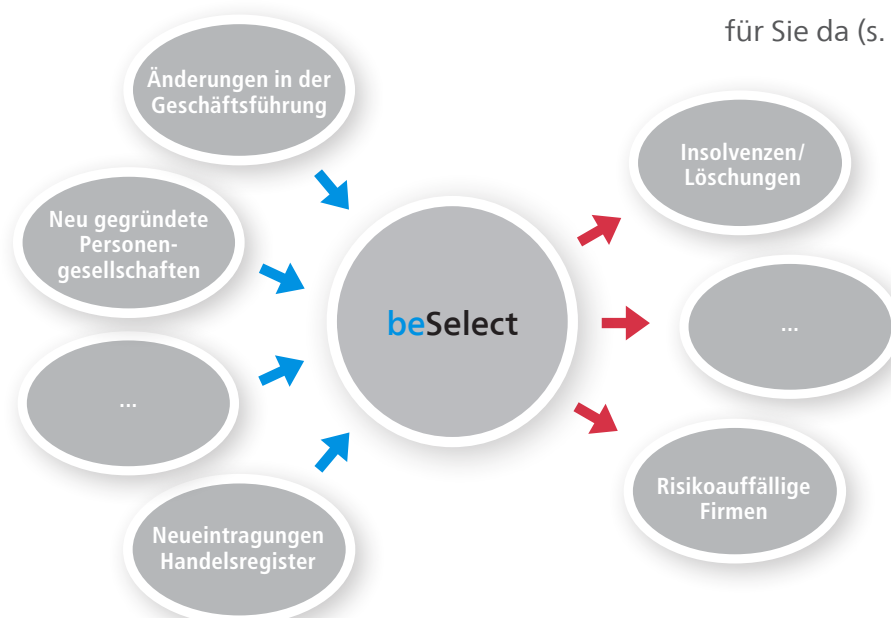 für Sie da (s.
Änderungen in der
Geschäftsführung
Neu gegründete
Personen-
gesellschaften
...
Neueintragungen
Handelsregister
beSelect
Insolvenzen/
Löschungen
...
Risikoauffällige
Firmen